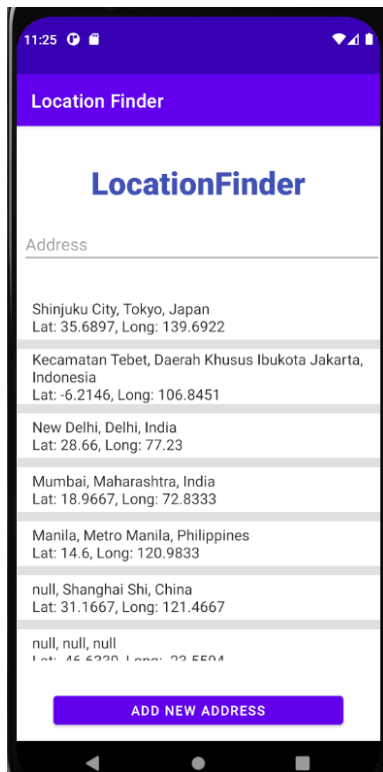 11:25
Location Finder
LocationFinder
Address
Shinjuku City, Tokyo, Japan
Lat: 35.6897, Long: 139.6922
Kecamatan Tebet, Daerah Khusus Ibukota Jakarta,
Indonesia
Lat: -6.2146, Long: 106.8451
New Delhi, Delhi, India
Lat: 28.66, Long: 77.23
Mumbai, Maharashtra, India
Lat: 18.9667, Long: 72.8333
Manila, Metro Manila, Philippines
Lat: 14.6, Long: 120.9833
null, Shanghai Shi, China
Lat: 31.1667, Long: 121.4667
null, null, null
ADD NEW ADDRESS